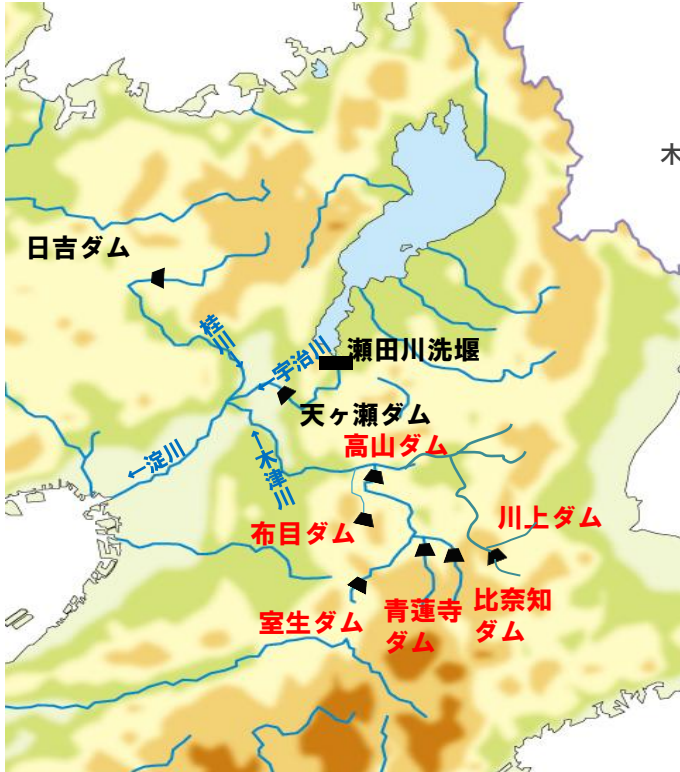 木
日吉ダム
桂川→
←宇治川
瀬田川洗堰
天ヶ瀬ダム
高山ダム
←淀川
←木津川
布目ダム
川上ダム
室生ダム
青蓮寺
ダム
比奈知
ダム